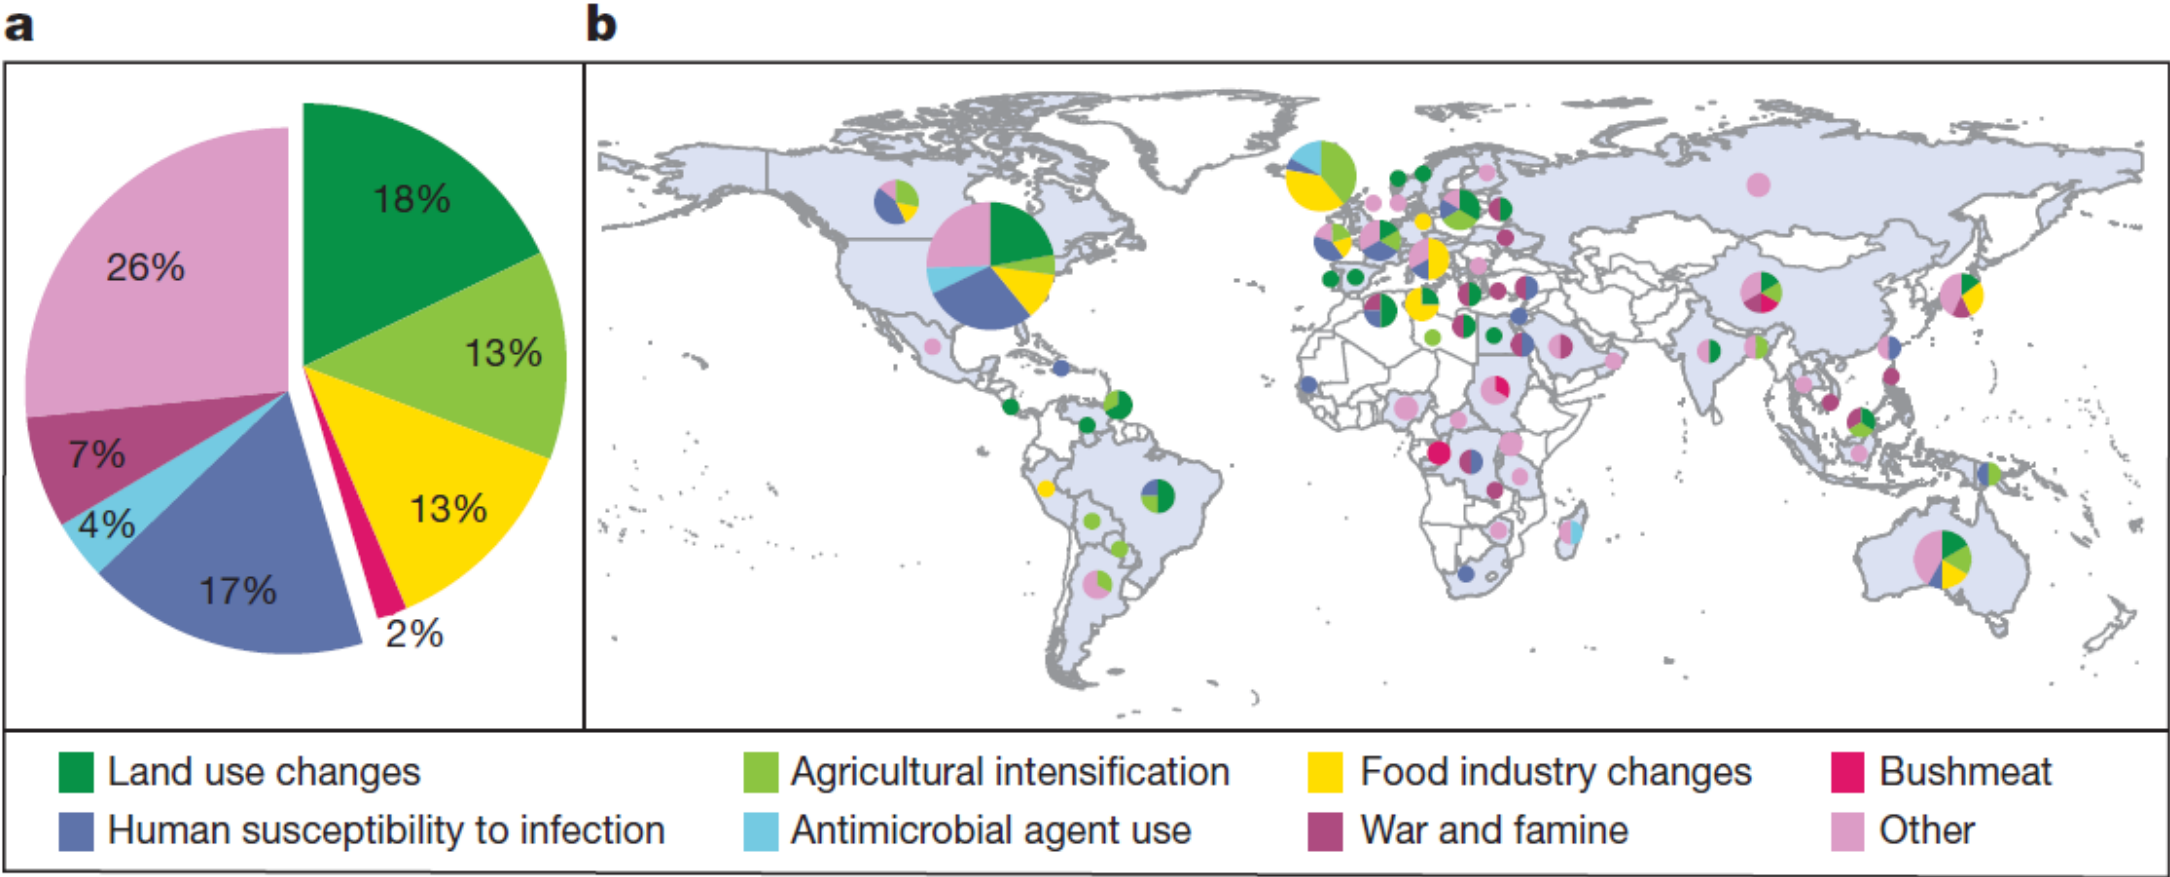 a
b
18%
26%
13%
7%
13%
4%
17%
2%
Land use changes
Agricultural intensification
Food industry changes
Bushmeat
Human susceptibility to infection
Antimicrobial agent use
War and famine
Other